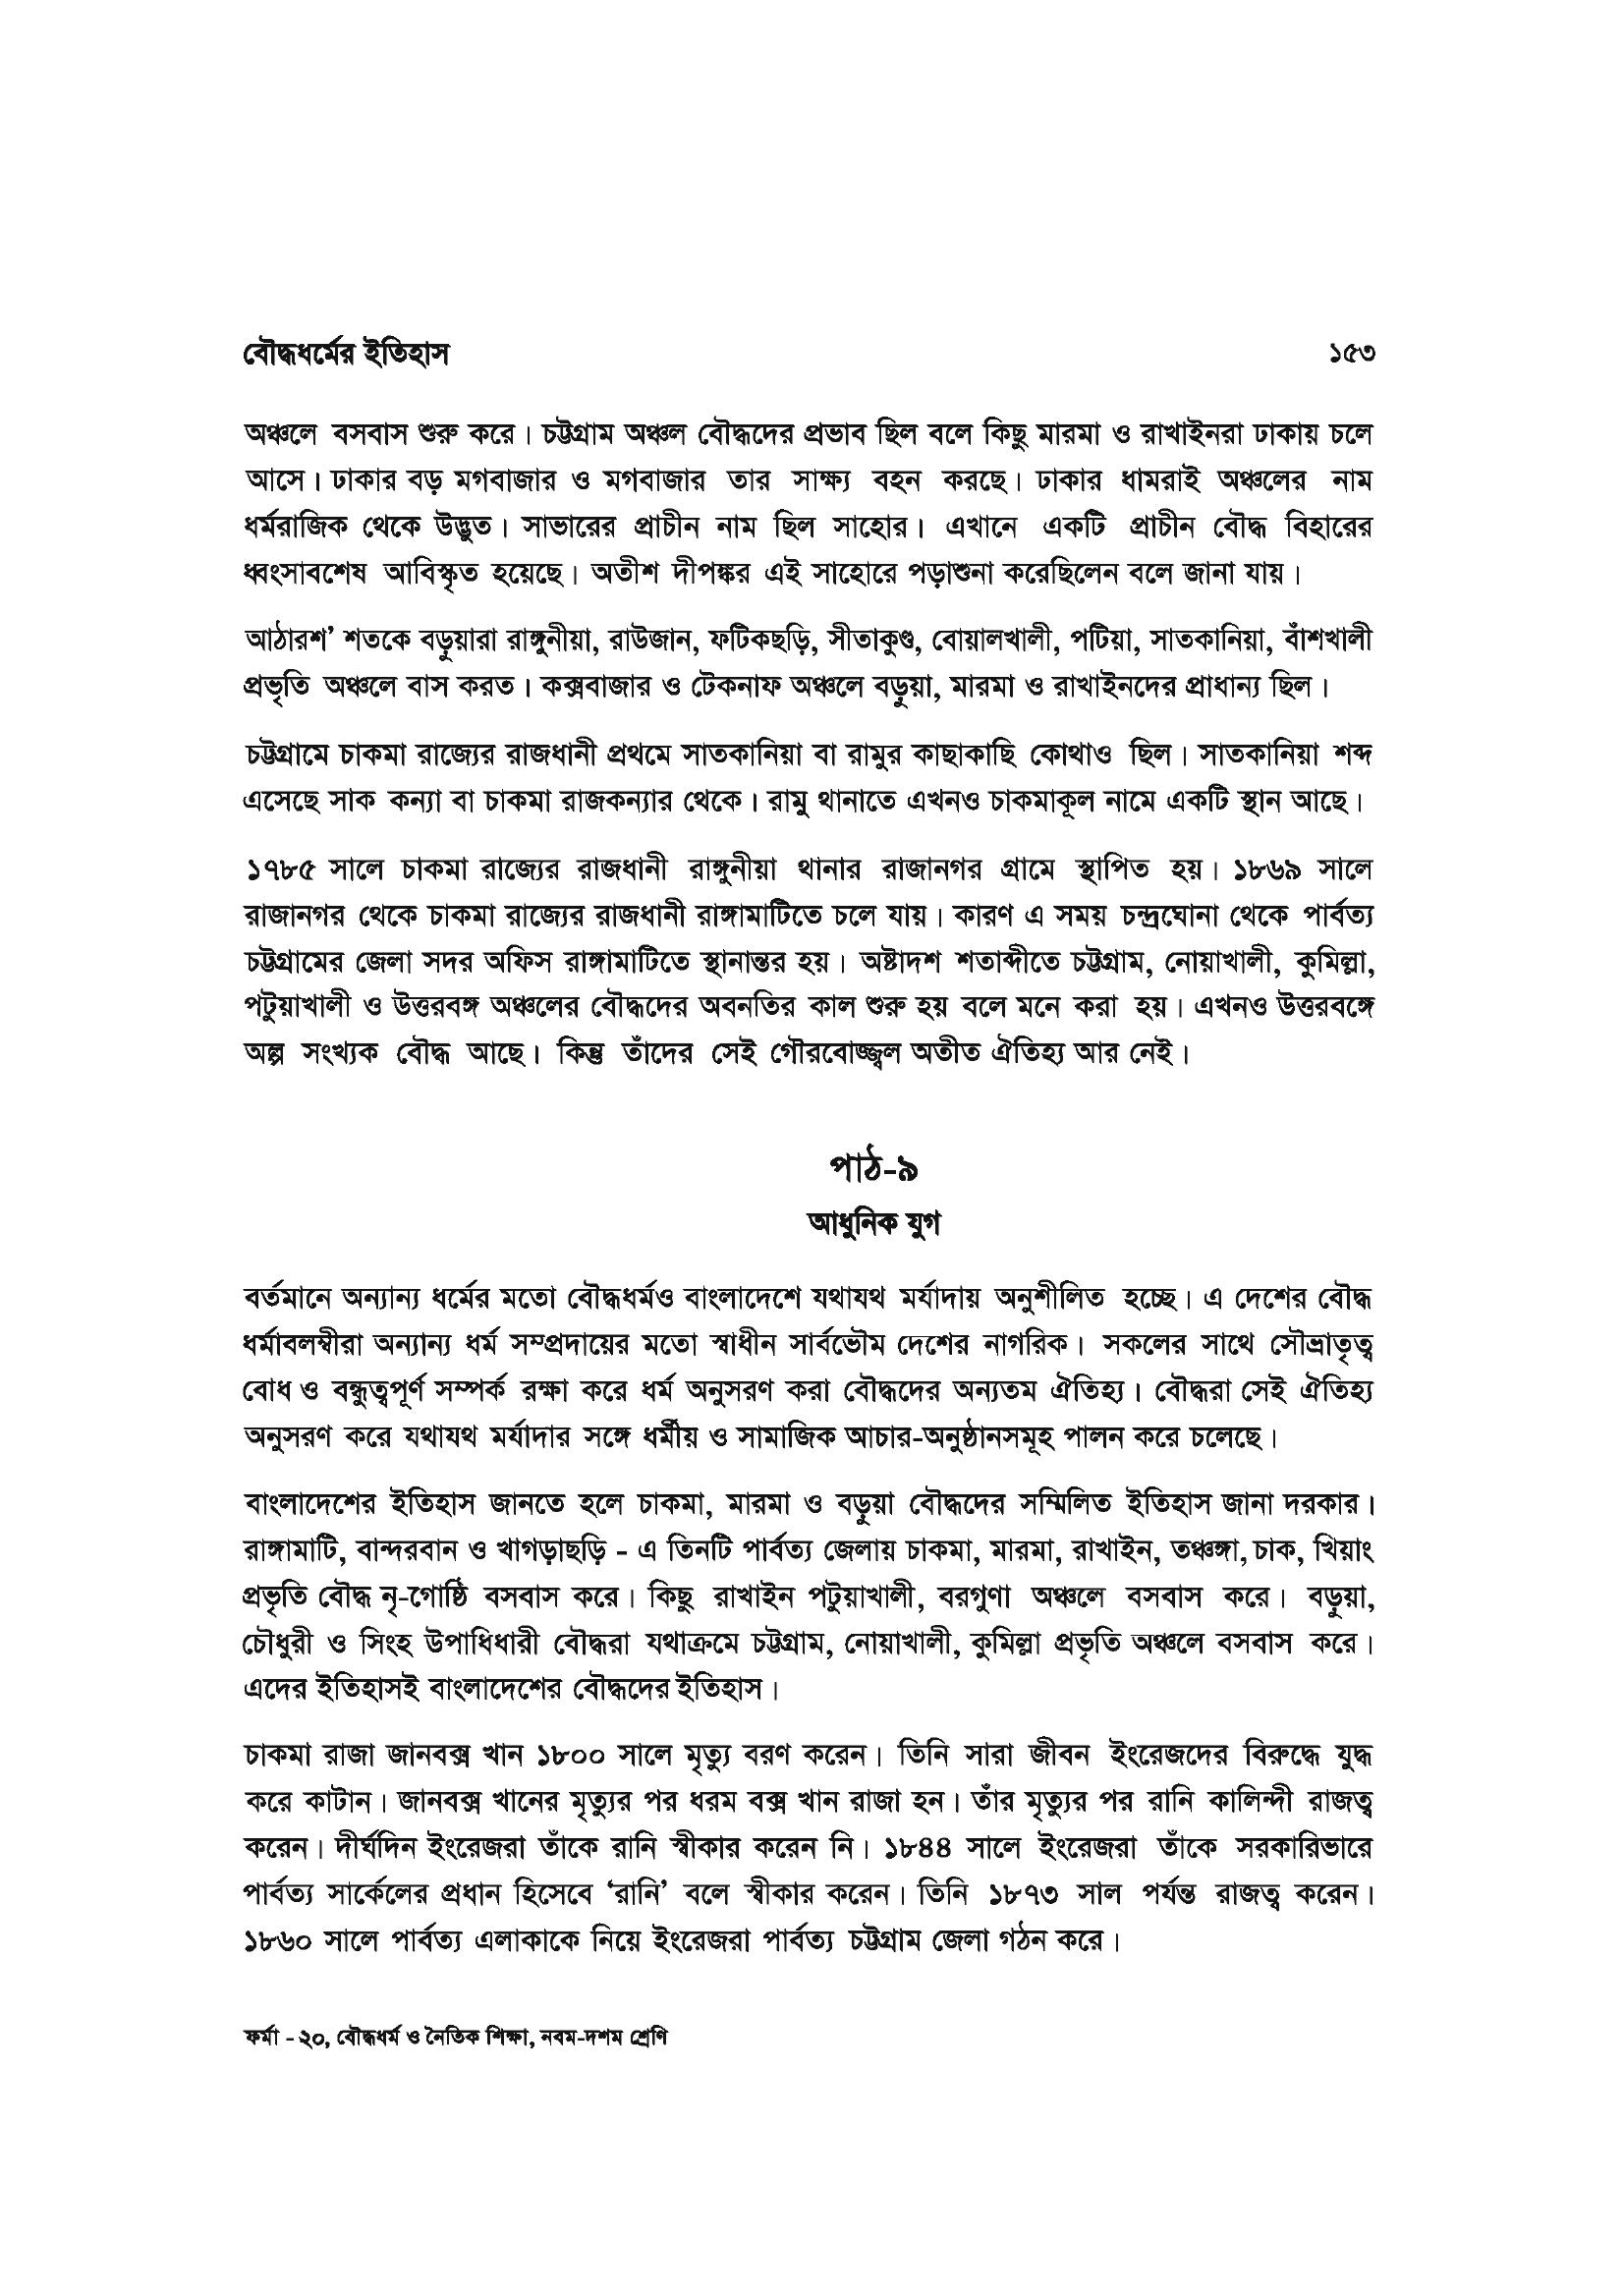 বৌদ্ধধর্মের ইতিহাস ১৫৩
অঞ্চলে বসবাস শুরু করে। চট্টগ্রাম অঞ্চল বৌদ্ধদের প্রভাব ছিল বলে কিছু মারমা ও রাখাইনরা ঢাকায় চলে
আসে। ঢাকার বড় মগবাজার ও মগবাজার তার সাক্ষ্য বহন করছে। ঢাকার ধামরাই অঞ্চলের নাম
ধর্মরাজিক থেকে উদ্ভুত। সাভারের প্রাচীন নাম ছিল সাহোর। এখানে একটি প্রাচীন বৌদ্ধ বিহারের
ধ্বংসাবশেষ আবিস্কৃত হয়েছে। অতীশ দীপঙ্কর এই সাহোরে পড়াশুনা করেছিলেন বলে জানা যায়।
আঠারশ’ শতকে বড়ুয়ারা রাঙ্গুনীয়া, রাউজান, ফটিকছড়ি, সীতাকুণ্ড, বোয়ালখালী, পটিয়া, সাতকানিয়া, বাঁশখালী
প্রভৃতি অঞ্চলে বাস করত। কক্সবাজার ও টেকনাফ অঞ্চলে বড়ুয়া, মারমা ও রাখাইনদের প্রাধান্য ছিল।
চট্টগ্রামে চাকমা রাজ্যের রাজধানী প্রথমে সাতকানিয়া বা রামুর কাছাকাছি কোথাও ছিল। সাতকানিয়া শব্দ
এসেছে সাক কন্যা বা চাকমা রাজকন্যার থেকে। রামু থানাতে এখনও চাকমাকূল নামে একটি স্থান আছে।
১৭৮৫ সালে চাকমা রাজ্যের রাজধানী রাঙ্গুনীয়া থানার রাজানগর গ্রামে স্থাপিত হয়। ১৮৬৯ সালে
রাজানগর থেকে চাকমা রাজ্যের রাজধানী রাঙ্গামাটিতে চলে যায়। কারণ এ সময় চন্দ্রঘোনা থেকে পার্বত্য
চট্টগ্রামের জেলা সদর অফিস রাঙ্গামাটিতে স্থানান্তর হয়। অষ্টাদশ শতাব্দীতে চট্টগ্রাম, নোয়াখালী, কুমিল্লা,
পটুয়াখালী ও উত্তরবঙ্গ অঞ্চলের বৌদ্ধদের অবনতির কাল শুরু হয় বলে মনে করা হয়। এখনও উত্তরবঙ্গে
অল্প সংখ্যক বৌদ্ধ আছে। কিন্তু তাঁদের সেই গৌরবোজ্জ্বল অতীত ঐতিহ্য আর নেই।
পাঠ-৯
আধুনিক যুগ
বর্তমানে অন্যান্য ধর্মের মতো বৌদ্ধধর্মও বাংলাদেশে যথাযথ মর্যাদায় অনুশীলিত হচ্ছে। এ দেশের বৌদ্ধ
ধর্মাবলম্বীরা অন্যান্য ধর্ম সম্প্রদায়ের মতো স্বাধীন সার্বভৌম দেশের নাগরিক। সকলের সাথে সৌভ্রাতৃত্ব
বোধ ও বন্ধুত্বপূর্ণ সম্পর্ক রক্ষা করে ধর্ম অনুসরণ করা বৌদ্ধদের অন্যতম ঐতিহ্য। বৌদ্ধরা সেই ঐতিহ্য
অনুসরণ করে যথাযথ মর্যাদার সঙ্গে ধর্মীয় ও সামাজিক আচার-অনুষ্ঠানসমূহ পালন করে চলেছে।
বাংলাদেশের ইতিহাস জানতে হলে চাকমা, মারমা ও বড়ুয়া বৌদ্ধদের সম্মিলিত ইতিহাস জানা দরকার।
রাঙ্গামাটি, বান্দরবান ও খাগড়াছড়ি - এ তিনটি পার্বত্য জেলায় চাকমা, মারমা, রাখাইন, তঞ্চঙ্গা, চাক, খিয়াং
প্রভৃতি বৌদ্ধ নৃ-গোষ্ঠি বসবাস করে। কিছু রাখাইন পটুয়াখালী, বরগুণা অঞ্চলে বসবাস করে। বড়ুয়া,
চৌধুরী ও সিংহ উপাধিধারী বৌদ্ধরা যথাক্রমে চট্টগ্রাম, নোয়াখালী, কুমিল্লা প্রভৃতি অঞ্চলে বসবাস করে।
এদের ইতিহাসই বাংলাদেশের বৌদ্ধদের ইতিহাস।
চাকমা রাজা জানবক্স খান ১৮০০ সালে মৃত্যু বরণ করেন। তিনি সারা জীবন ইংরেজদের বিরুদ্ধে যুদ্ধ
করে কাটান। জানবক্স খানের মৃত্যুর পর ধরম বক্স খান রাজা হন। তাঁর মৃত্যুর পর রানি কালিন্দী রাজত্ব
করেন। দীর্ঘদিন ইংরেজরা তাঁকে রানি স্বীকার করেন নি। ১৮৪৪ সালে ইংরেজরা তাঁকে সরকারিভারে
পার্বত্য সার্কেলের প্রধান হিসেবে ‘রানি’ বলে স্বীকার করেন। তিনি ১৮৭৩ সাল পর্যন্ত রাজত্ব করেন।
১৮৬০ সালে পার্বত্য এলাকাকে নিয়ে ইংরেজরা পার্বত্য চট্টগ্রাম জেলা গঠন করে।
ফর্মা - ২০, বৌদ্ধধর্ম ও নৈতিক শিক্ষা, নবম-দশম শ্রেণি